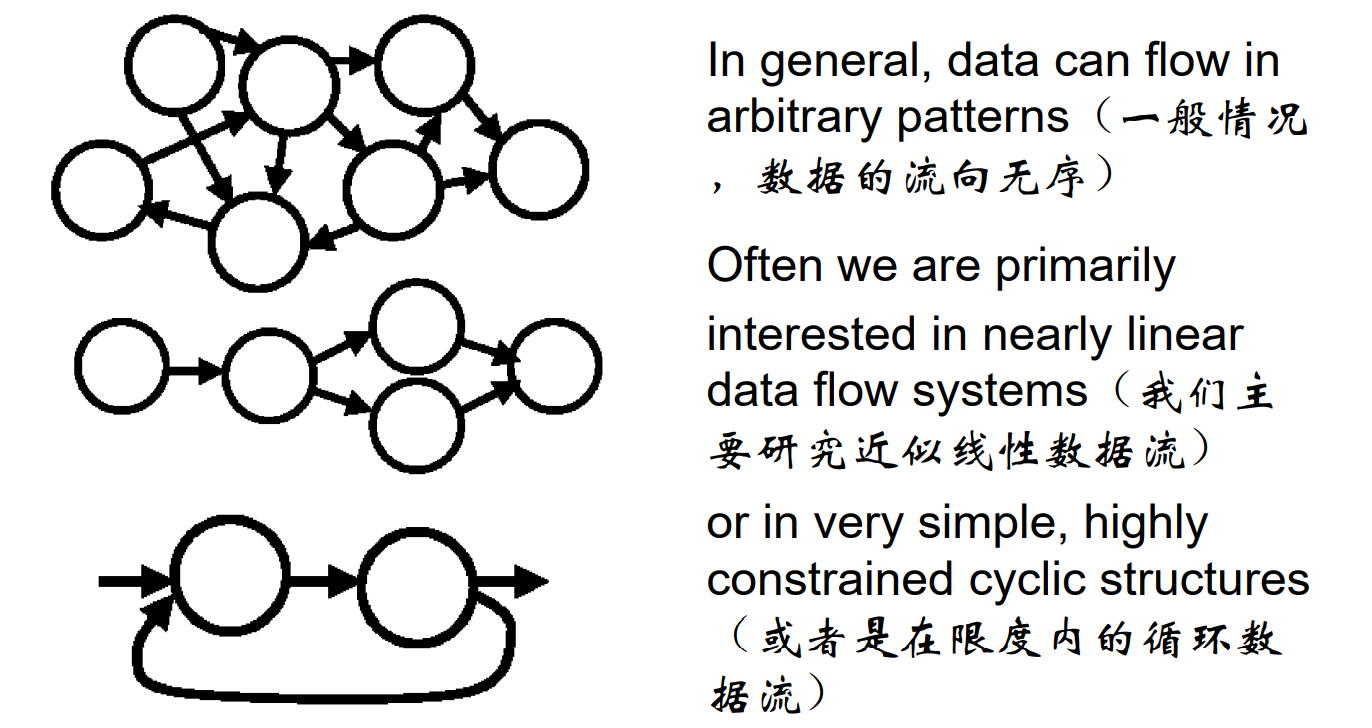 In general, data can flow in
arbitrary patterns（一般情况
，数据的流向无序）
Often we are primarily
interested in nearly linear
data flow systems（我们主
要研究近似线性数据流）
or in very simple, highly
constrained cyclic structures
（或者是在限度内的循环数
据流）